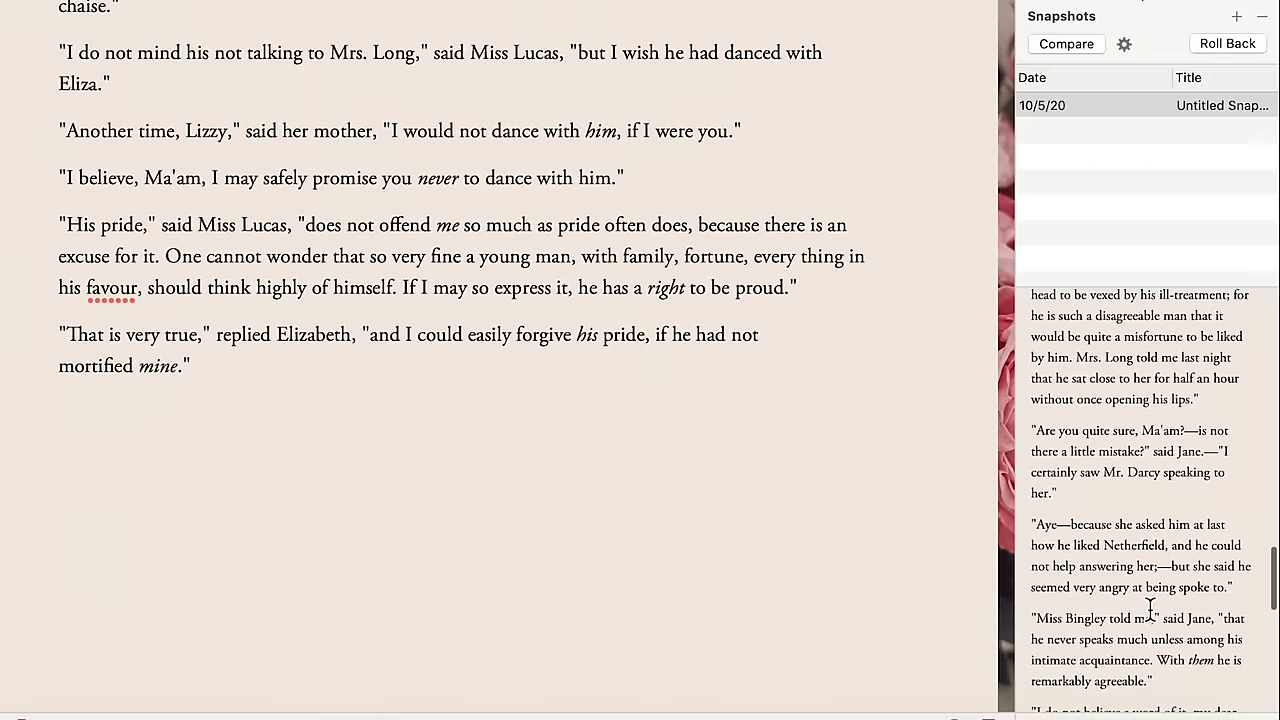 chaise."
"I do not mind his not talking to Mrs. Long," said Miss Lucas, "but I wish he had danced with
Eliza."
"Another time, Lizzy," said her mother, "I would not dance with him, if I were you."
"I believe, Ma'am, I may safely promise you never to dance with him."
"His pride," said Miss Lucas, "does not offend me so much as pride often does, because there is an
excuse for it. One cannot wonder that so very fine a young man, with family, fortune, every thing in
his favour, should think highly of himself. If I may so express it, he has a right to be proud."
"That is very true," replied Elizabeth, "and I could easily forgive his pride, if he had not
mortified mine."
Snapshots
Compare
Roll Back
Date Title
10/5/20 Untitled Snap...
head to be vexed by his ill-treatment; for
he is such a disagreeable man that it
would be quite a misfortune to be liked
by him. Mrs. Long told me last night
that he sat close to her for half an hour
without once opening his lips."
"Are you quite sure, Ma'am?—is not
there a little mistake?" said Jane.—"I
certainly saw Mr. Darcy speaking to
her."
"Aye—because she asked him at last
how he liked Netherfield, and he could
not help answering her;—but she said he
seemed very angry at being spoke to."
"Miss Bingley told me," said Jane, "that
he never speaks much unless among his
intimate acquaintance. With them he is
remarkably agreeable."
"I do not believe a word of it, my dear.